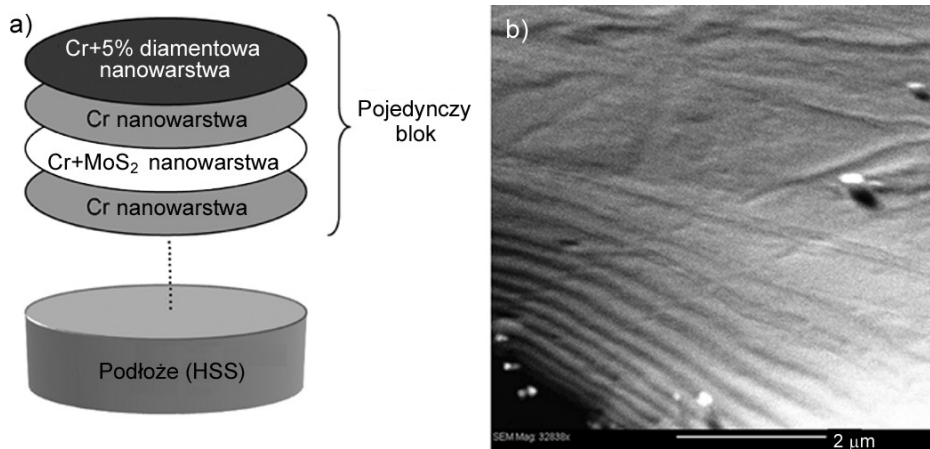 a)
Cr+5% diamentowa
nanowarstwa
Cr nanowarstwa
Cr+MoS₂ nanowarstwa
Cr nanowarstwa
Pojedynczy
blok
Podłoże (HSS)
b)
SEM Mag: 32838x
2 μm